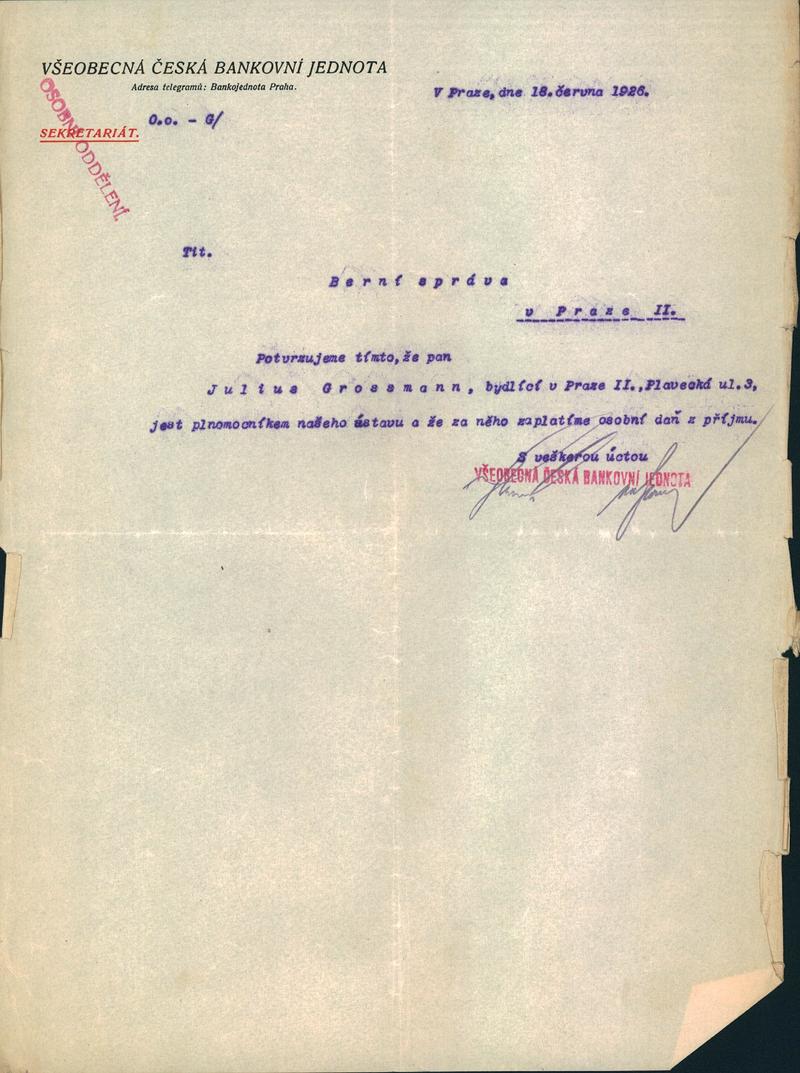 VŠEOBECNÁ ČESKÁ BANKOVNÍ JEDNOTA
Adresa telegramů: Bankojednota Praha.
V Praze, dne 18. června 1926.
OSOBNÍ ODDĚLENÍ.
SEKRETARIÁT.
O.o. - G/
Tit.
Berní správa
v Praze II.
Potvrzujeme tímto, že pan
Julius Grossmann, bydlící v Praze II., Plavecká ul. 3,
jest plnomocníkem našeho ústavu a že za něho zaplatíme osobní daň z příjmu.
S veškerou úctou
VŠEOBECNÁ ČESKÁ BANKOVNÍ JEDNOTA